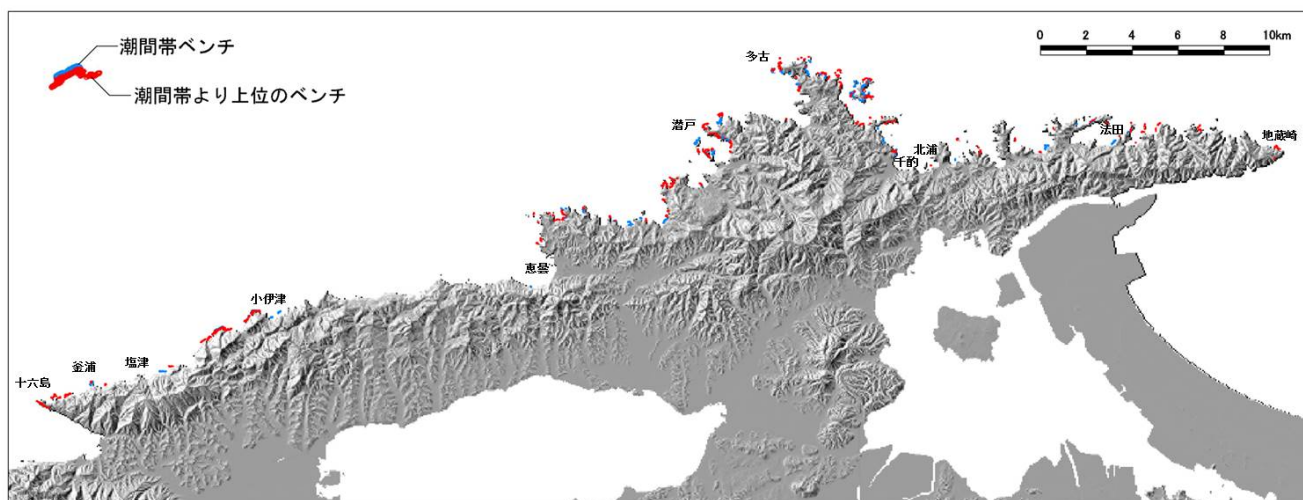 潮間帯ベンチ
潮間帯より上位のベンチ
0 2 4 6 8 10km
多古
潜戸
法田
地蔵崎
北浦
千酌
恵曇
小伊津
塩津
釜浦
十六島